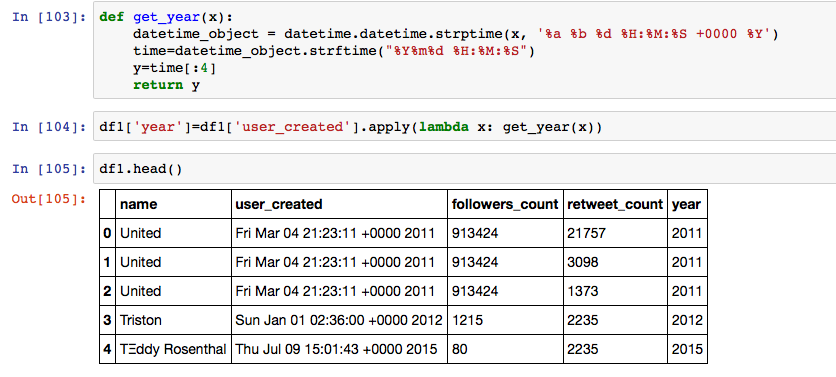 In [103]: def get_year(x):
datetime_object = datetime.datetime.strptime(x, '%a %b %d %H:%M:%S +0000 %Y')
time=datetime_object.strftime("%Y%m%d %H:%M:%S")
y=time[:4]
return y
In [104]: df1['year']=df1['user_created'].apply(lambda x: get_year(x))
In [105]: df1.head()
Out[105]:
name user_created followers_count retweet_count year
0 United Fri Mar 04 21:23:11 +0000 2011 913424 21757 2011
1 United Fri Mar 04 21:23:11 +0000 2011 913424 3098 2011
2 United Fri Mar 04 21:23:11 +0000 2011 913424 1373 2011
3 Triston Sun Jan 01 02:36:00 +0000 2012 1215 2235 2012
4 TΞddy Rosenthal Thu Jul 09 15:01:43 +0000 2015 80 2235 2015